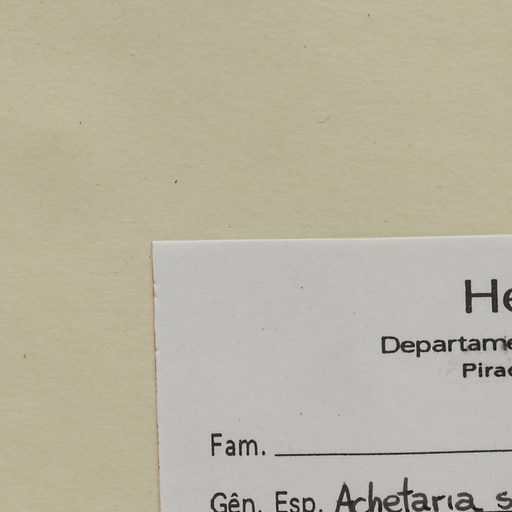 He
Departame
Pirac
Fam.
Gên. Esp. Achetaria s